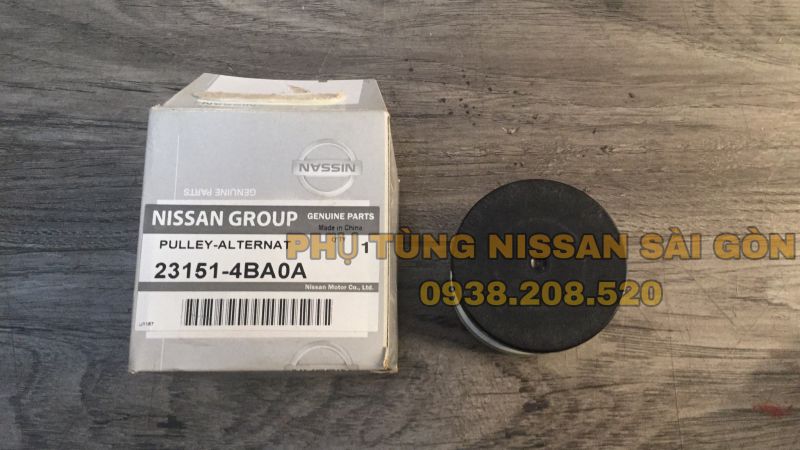 NISSAN
GENUINE PARTS
NISSAN GROUP GENUINE PARTS
Made in China
PULLEY-ALTERNAT 1
23151-4BA0A
Nissan Motor Co., Ltd.
PHỤ TÙNG NISSAN SÀI GÒN
0938.208.520